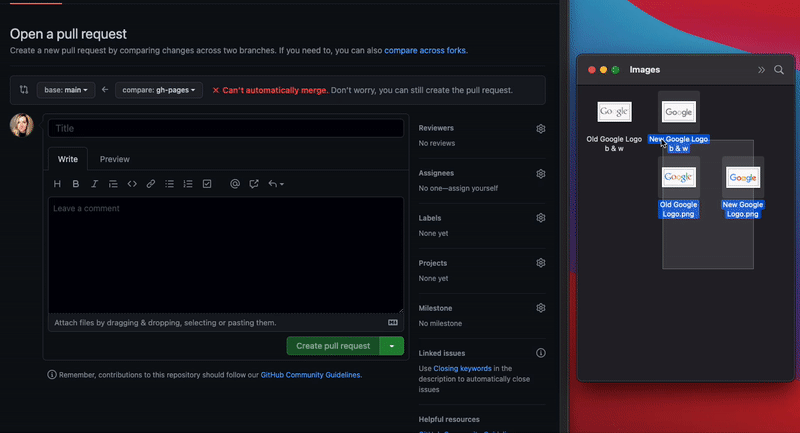 Open a pull request
Create a new pull request by comparing changes across two branches. If you need to, you can also compare across forks.
base: main
compare: gh-pages
Can't automatically merge. Don't worry, you can still create the pull request.
Title
Write
Preview
Leave a comment
Attach files by dragging & dropping, selecting or pasting them.
Create pull request
Remember, contributions to this repository should follow our GitHub Community Guidelines.
Reviewers
No reviews
Assignees
No one—assign yourself
Labels
None yet
Projects
None yet
Milestone
No milestone
Linked issues
Use Closing keywords in the
description to automatically close
issues
Helpful resources
Images
Google
Google
Old Google Logo
b & w
New Google Logo
b & w
Google
Google
Old Google
Logo.png
New Google
Logo.png